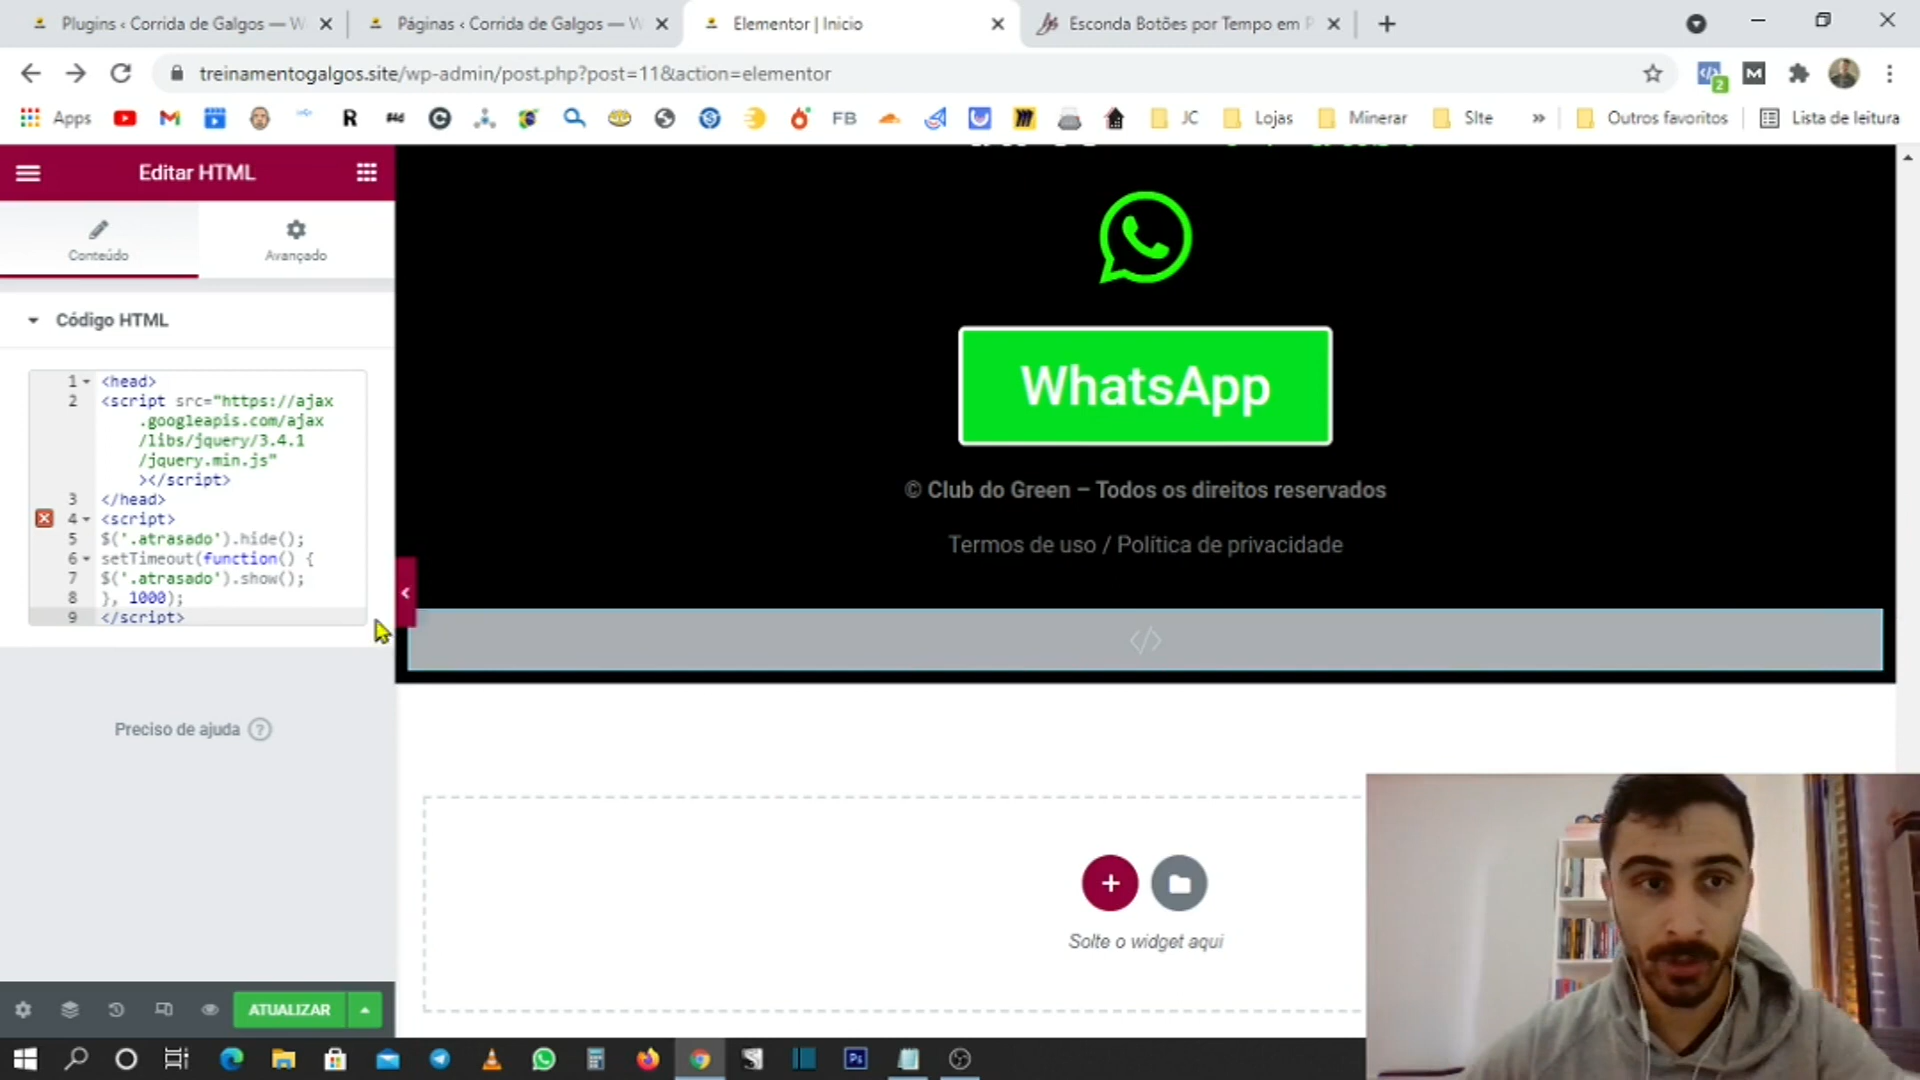 Plugins ‹ Corrida de Galgos — W
Páginas ‹ Corrida de Galgos — W
Elementor | Inicio
Esconda Botões por Tempo em P
treinamentogalgos.site/wp-admin/post.php?post=11&action=elementor
2
M
Apps
R
FB
JC
Lojas
Minerar
SIte
»
Outros favoritos
Lista de leitura
Editar HTML
Conteúdo
Avançado
Código HTML
1 <head>
2 <script src="https://ajax
.googleapis.com/ajax
/libs/jquery/3.4.1
/jquery.min.js"
></script>
3 </head>
4 <script>
5 $('.atrasado').hide();
6 setTimeout(function() {
7 $('.atrasado').show();
8 }, 1000);
9 </script>
Preciso de ajuda ?
ATUALIZAR
WhatsApp
© Club do Green – Todos os direitos reservados
Termos de uso / Política de privacidade
</>
Solte o widget aqui
Ps